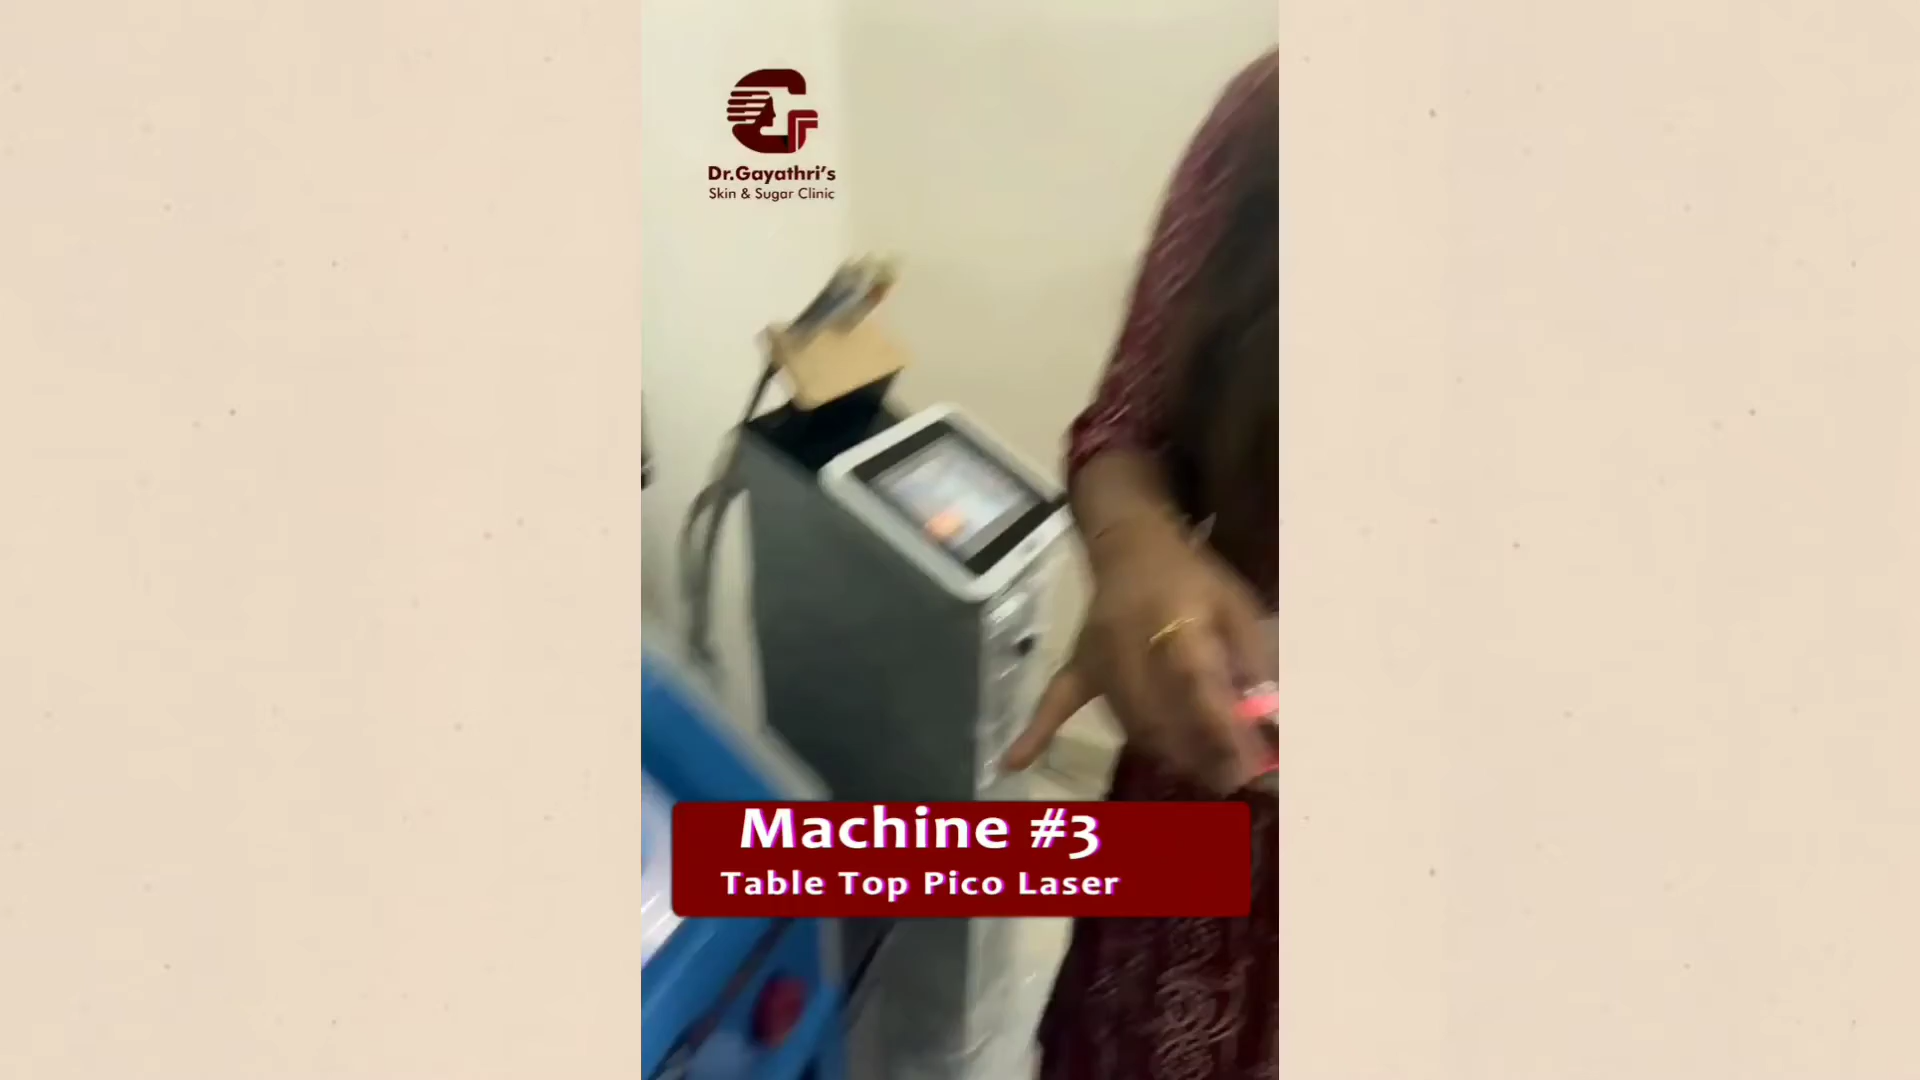 Dr.Gayathri's
Skin & Sugar Clinic
Machine #3
Table Top Pico Laser